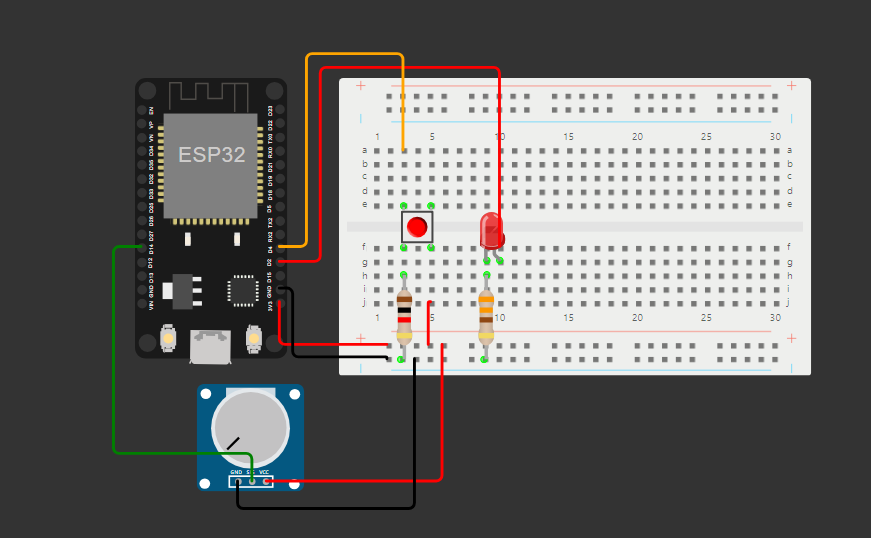 ESP32
EN
VP
VN
D34
D35
D32
D33
D25
D26
D27
D14
D12
D13
GND
VIN
D23
D22
TX0
RX0
D21
D19
D18
D5
TX2
RX2
D4
D2
D15
GND
3V3
+ +
1 5 10 15 20 25 30
a a
b b
c c
d d
e e
f f
g g
h h
i i
j j
1 5 10 15 20 25 30
+ +
GND SIG VCC